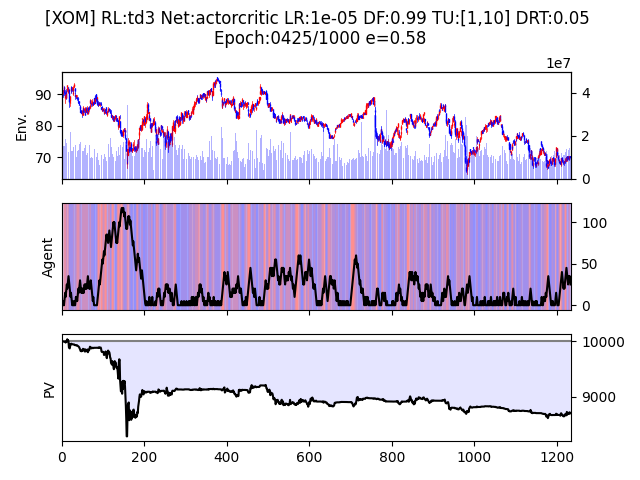 [XOM] RL:td3 Net:actorcritic LR:1e-05 DF:0.99 TU:[1,10] DRT:0.05
Epoch:0425/1000 e=0.58
1e7
Env.
90
80
70
4
2
0
Agent
100
50
0
PV
10000
9000
0 200 400 600 800 1000 1200